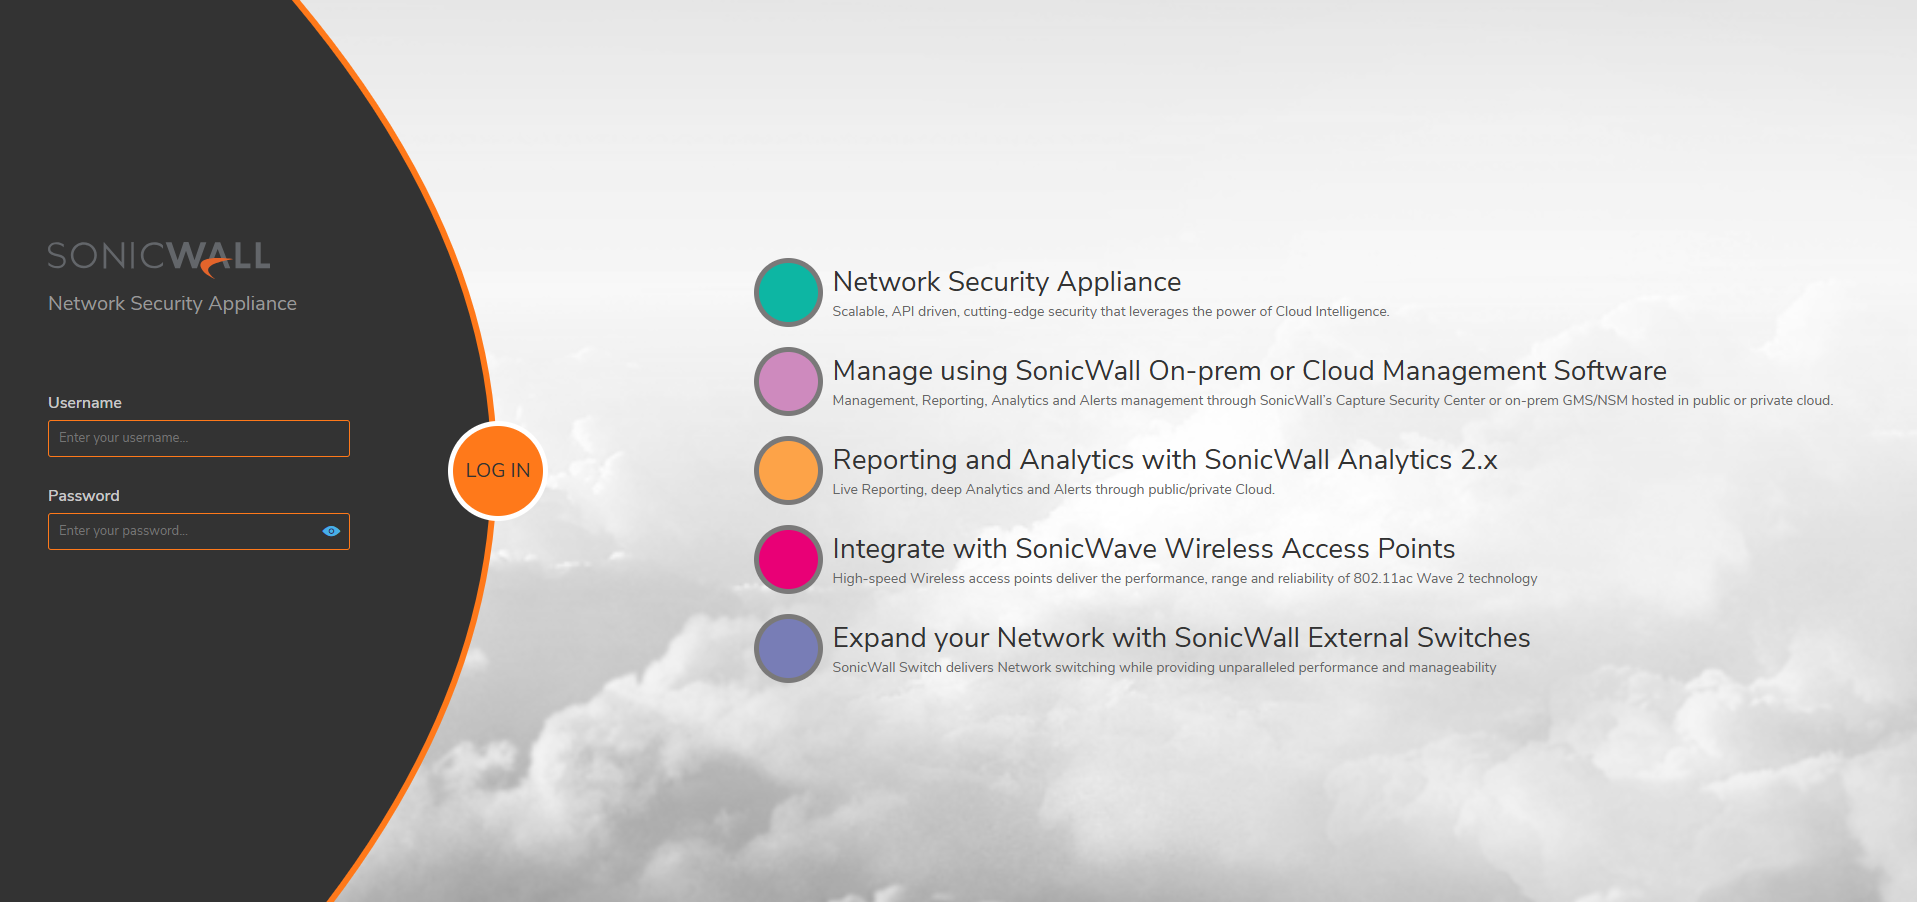 SONICWALL
Network Security Appliance
Username
Enter your username...
Password
Enter your password...
LOG IN
Network Security Appliance
Scalable, API driven, cutting-edge security that leverages the power of Cloud Intelligence.
Manage using SonicWall On-prem or Cloud Management Software
Management, Reporting, Analytics and Alerts management through SonicWall's Capture Security Center or on-prem GMS/NSM hosted in public or private cloud.
Reporting and Analytics with SonicWall Analytics 2.x
Live Reporting, deep Analytics and Alerts through public/private Cloud.
Integrate with SonicWave Wireless Access Points
High-speed Wireless access points deliver the performance, range and reliability of 802.11ac Wave 2 technology
Expand your Network with SonicWall External Switches
SonicWall Switch delivers Network switching while providing unparalleled performance and manageability